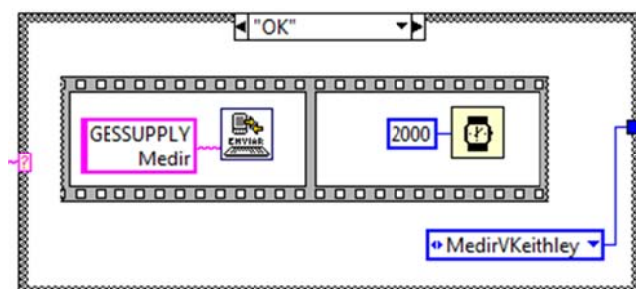 "OK"
GESSUPPLY
Medir
ENVIAR
2000
?
MedirVKeithley